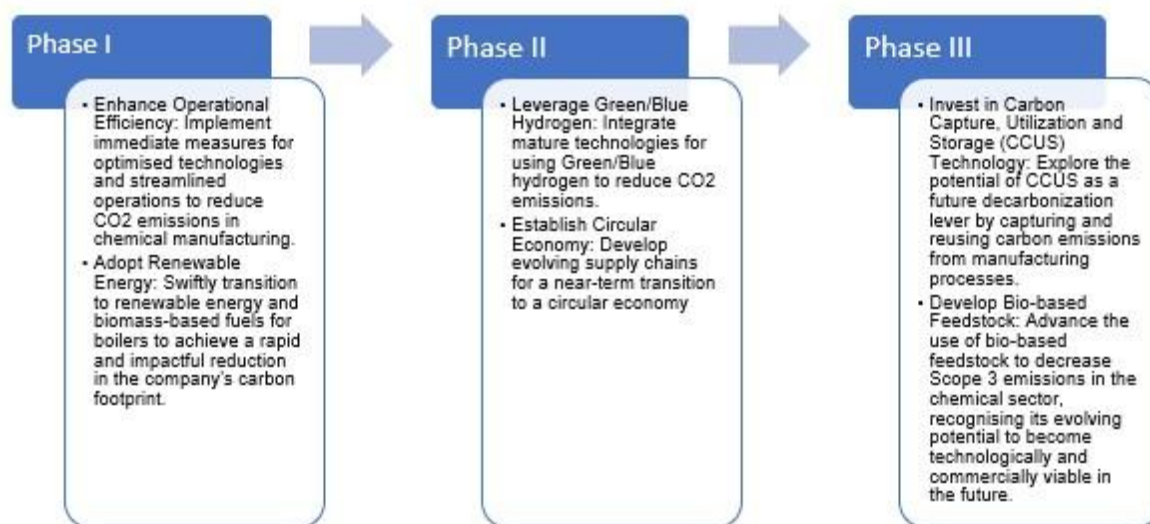 Phase I
• Enhance Operational
Efficiency: Implement
immediate measures for
optimised technologies
and streamlined
operations to reduce
CO2 emissions in
chemical manufacturing.
• Adopt Renewable
Energy: Swiftly transition
to renewable energy and
biomass-based fuels for
boilers to achieve a rapid
and impactful reduction
in the company's carbon
footprint.
Phase II
• Leverage Green/Blue
Hydrogen: Integrate
mature technologies for
using Green/Blue
hydrogen to reduce CO2
emissions.
• Establish Circular
Economy: Develop
evolving supply chains
for a near-term transition
to a circular economy
Phase III
• Invest in Carbon
Capture, Utilization and
Storage (CCUS)
Technology: Explore the
potential of CCUS as a
future decarbonization
lever by capturing and
reusing carbon emissions
from manufacturing
processes.
• Develop Bio-based
Feedstock: Advance the
use of bio-based
feedstock to decrease
Scope 3 emissions in the
chemical sector,
recognising its evolving
potential to become
technologically and
commercially viable in
the future.